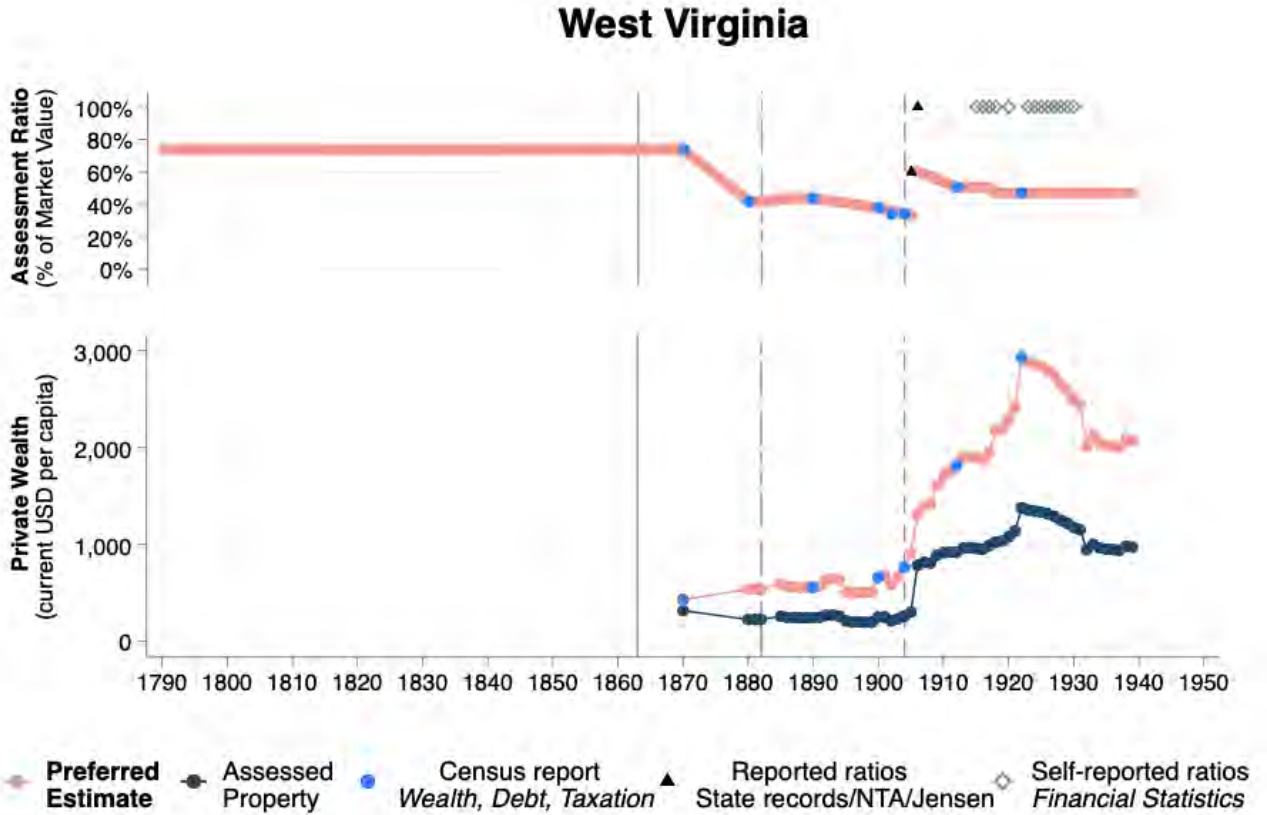 West Virginia
Assessment Ratio
(% of Market Value)
100%
80%
60%
40%
20%
0%
Private Wealth
(current USD per capita)
3,000
2,000
1,000
0
1790 1800 1810 1820 1830 1840 1850 1860 1870 1880 1890 1900 1910 1920 1930 1940 1950
Preferred Estimate
Assessed Property
Census report
Wealth, Debt, Taxation
Reported ratios
State records/NTA/Jensen
Self-reported ratios
Financial Statistics